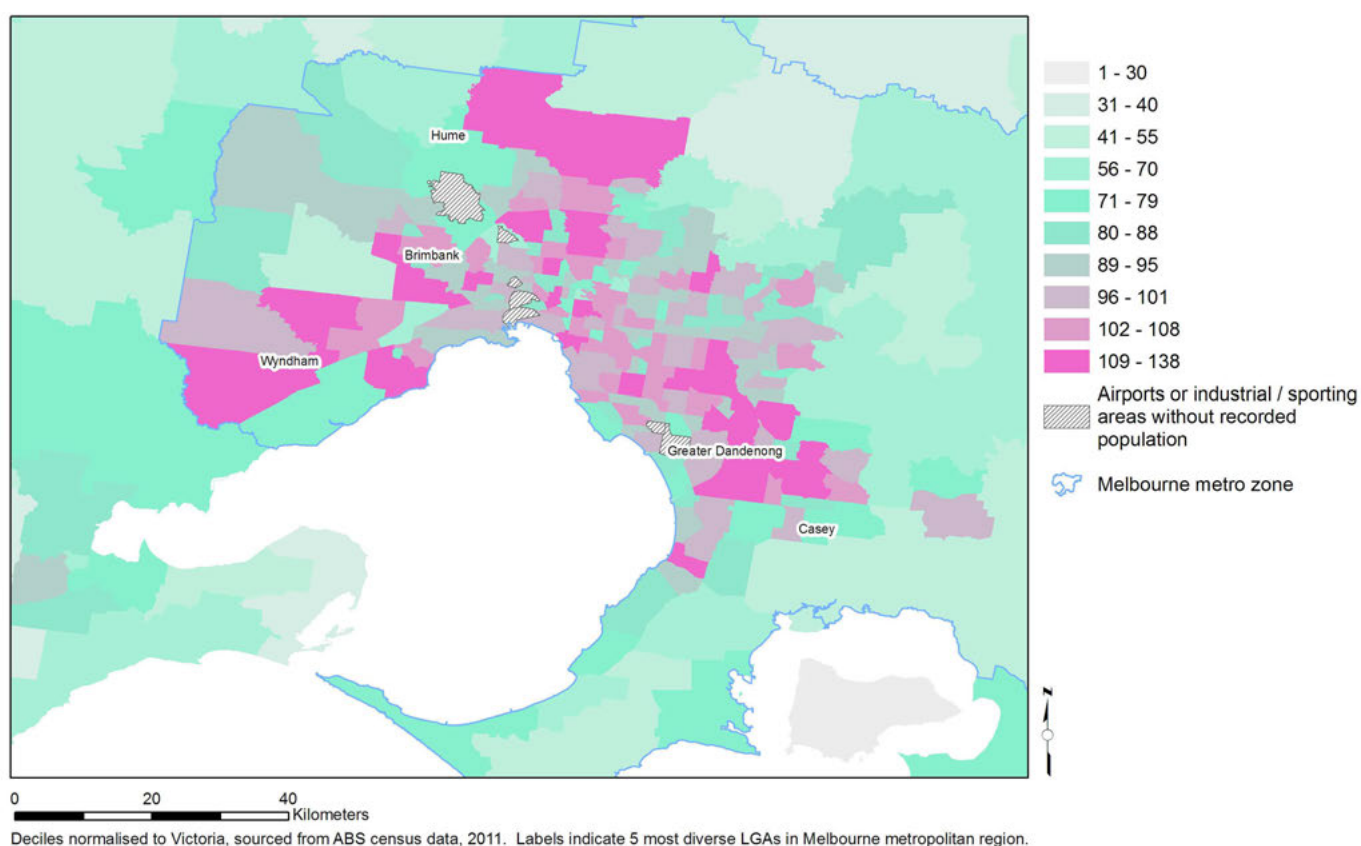 Hume
Brimbank
Wyndham
Greater Dandenong
Casey
1 - 30
31 - 40
41 - 55
56 - 70
71 - 79
80 - 88
89 - 95
96 - 101
102 - 108
109 - 138
Airports or industrial / sporting
areas without recorded
population
Melbourne metro zone
N
0 20 40
Kilometers
Deciles normalised to Victoria, sourced from ABS census data, 2011. Labels indicate 5 most diverse LGAs in Melbourne metropolitan region.